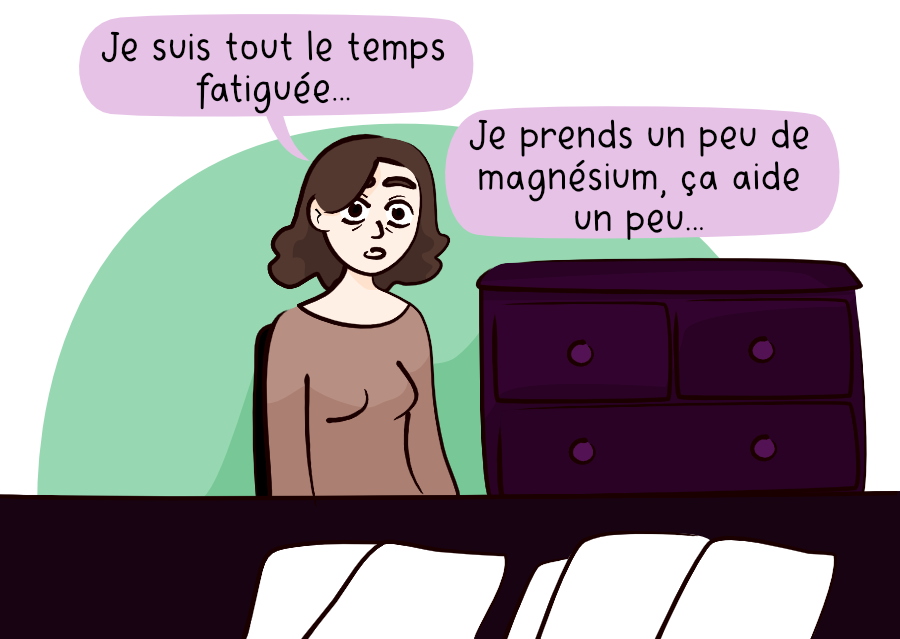 Je suis tout le temps
fatiguée...
Je prends un peu de
magnésium, ça aide
un peu...